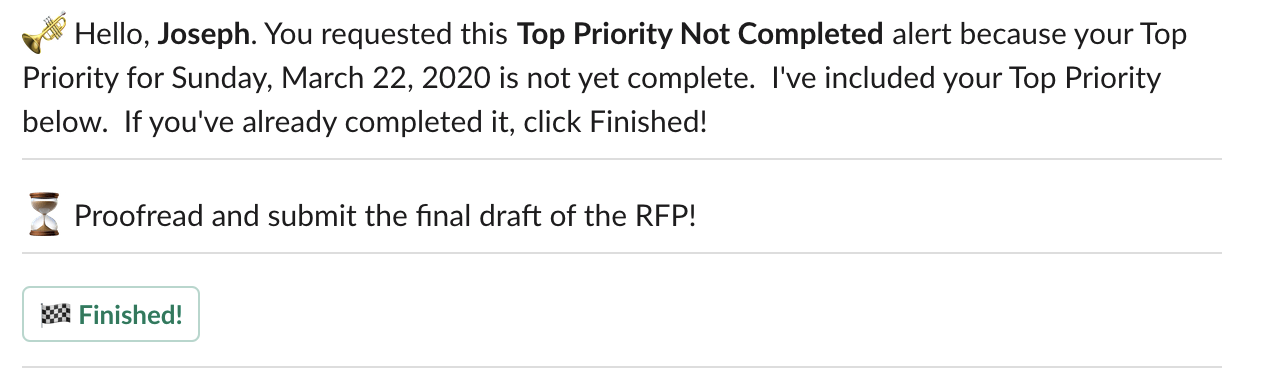 Hello, Joseph. You requested this Top Priority Not Completed alert because your Top
Priority for Sunday, March 22, 2020 is not yet complete.  I've included your Top Priority
below.  If you've already completed it, click Finished!
Proofread and submit the final draft of the RFP!
Finished!